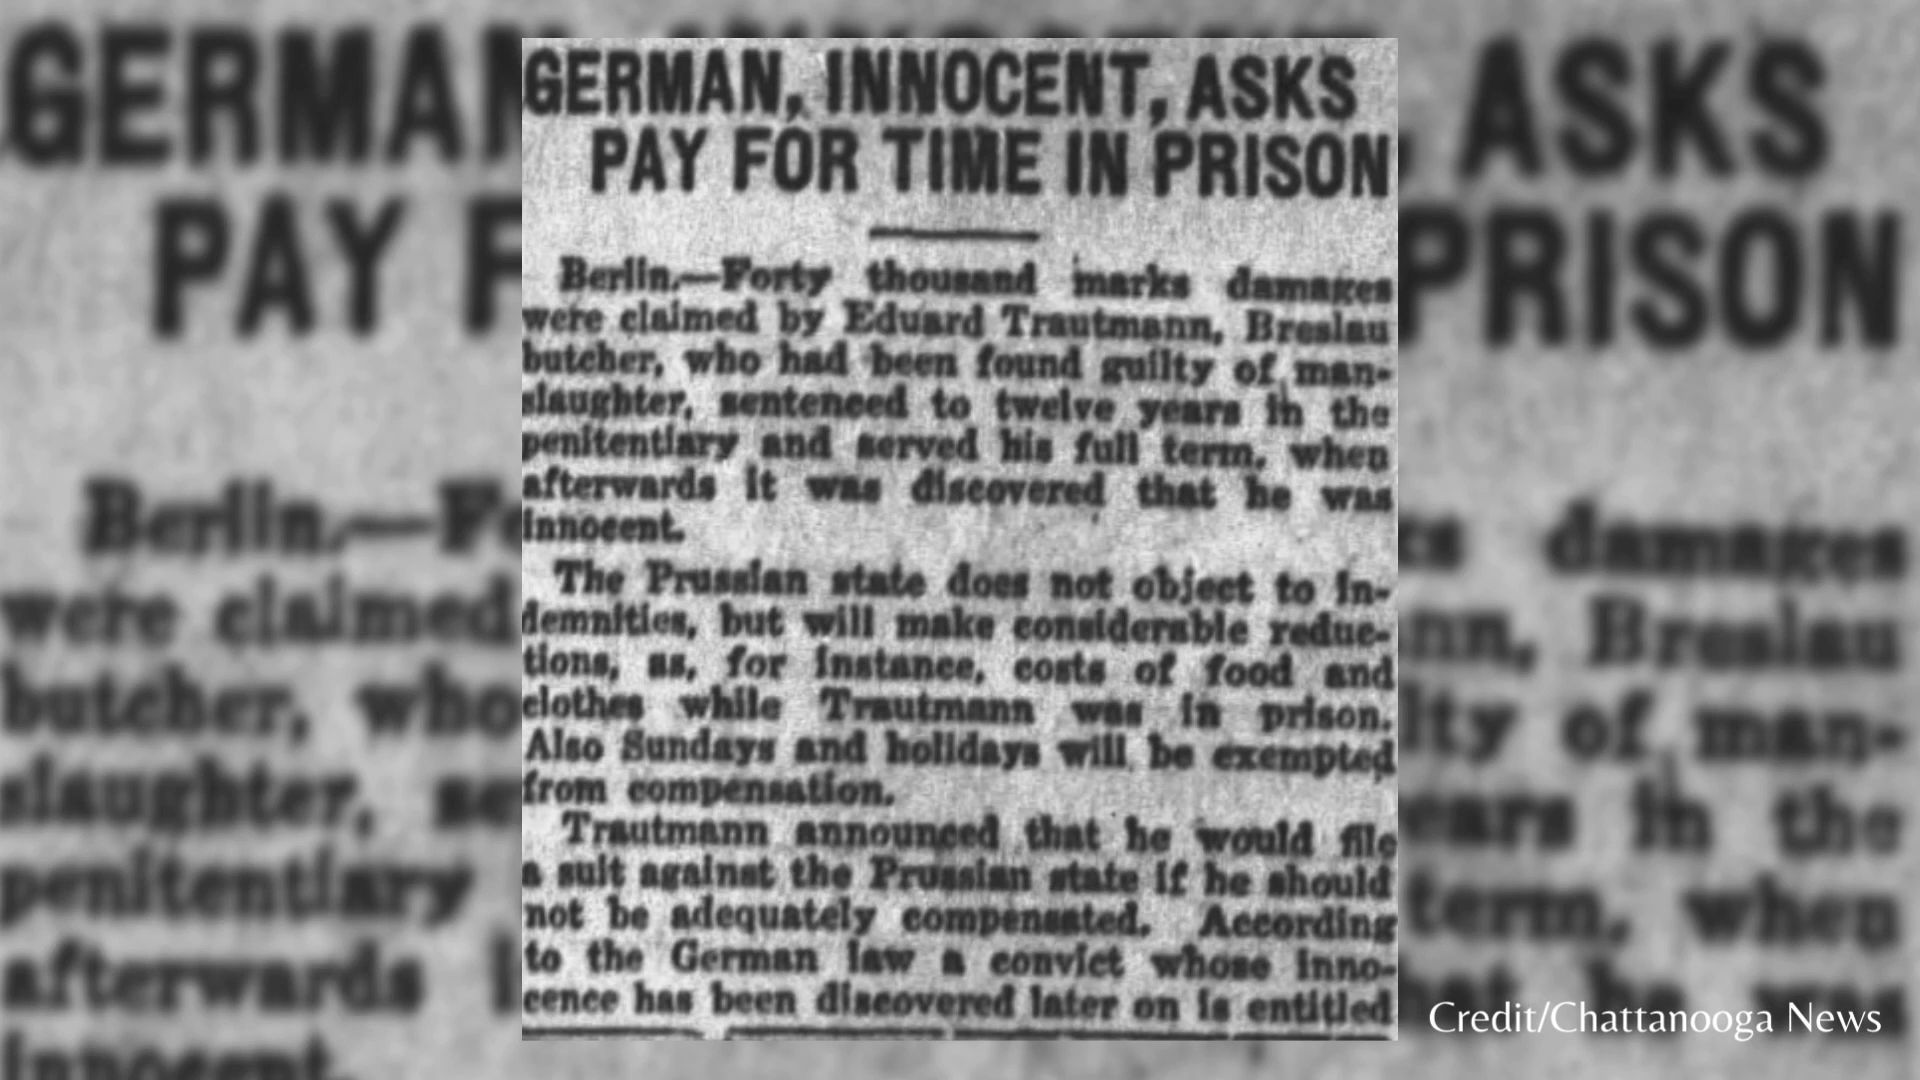 GERMAN, INNOCENT, ASKS
PAY FOR TIME IN PRISON
Berlin.—Forty thousand marks damages
were claimed by Eduard Trautmann, Breslau
butcher, who had been found guilty of man-
slaughter, sentenced to twelve years in the
penitentiary and served his full term, when
afterwards it was discovered that he was
innocent.
The Prussian state does not object to in-
demnities, but will make considerable reduc-
tions, as, for instance, costs of food and
clothes while Trautmann was in prison.
Also Sundays and holidays will be exempted
from compensation.
Trautmann announced that he would file
a suit against the Prussian state if he should
not be adequately compensated. According
to the German law a convict whose inno-
cence has been discovered later on is entitled
Credit/Chattanooga News